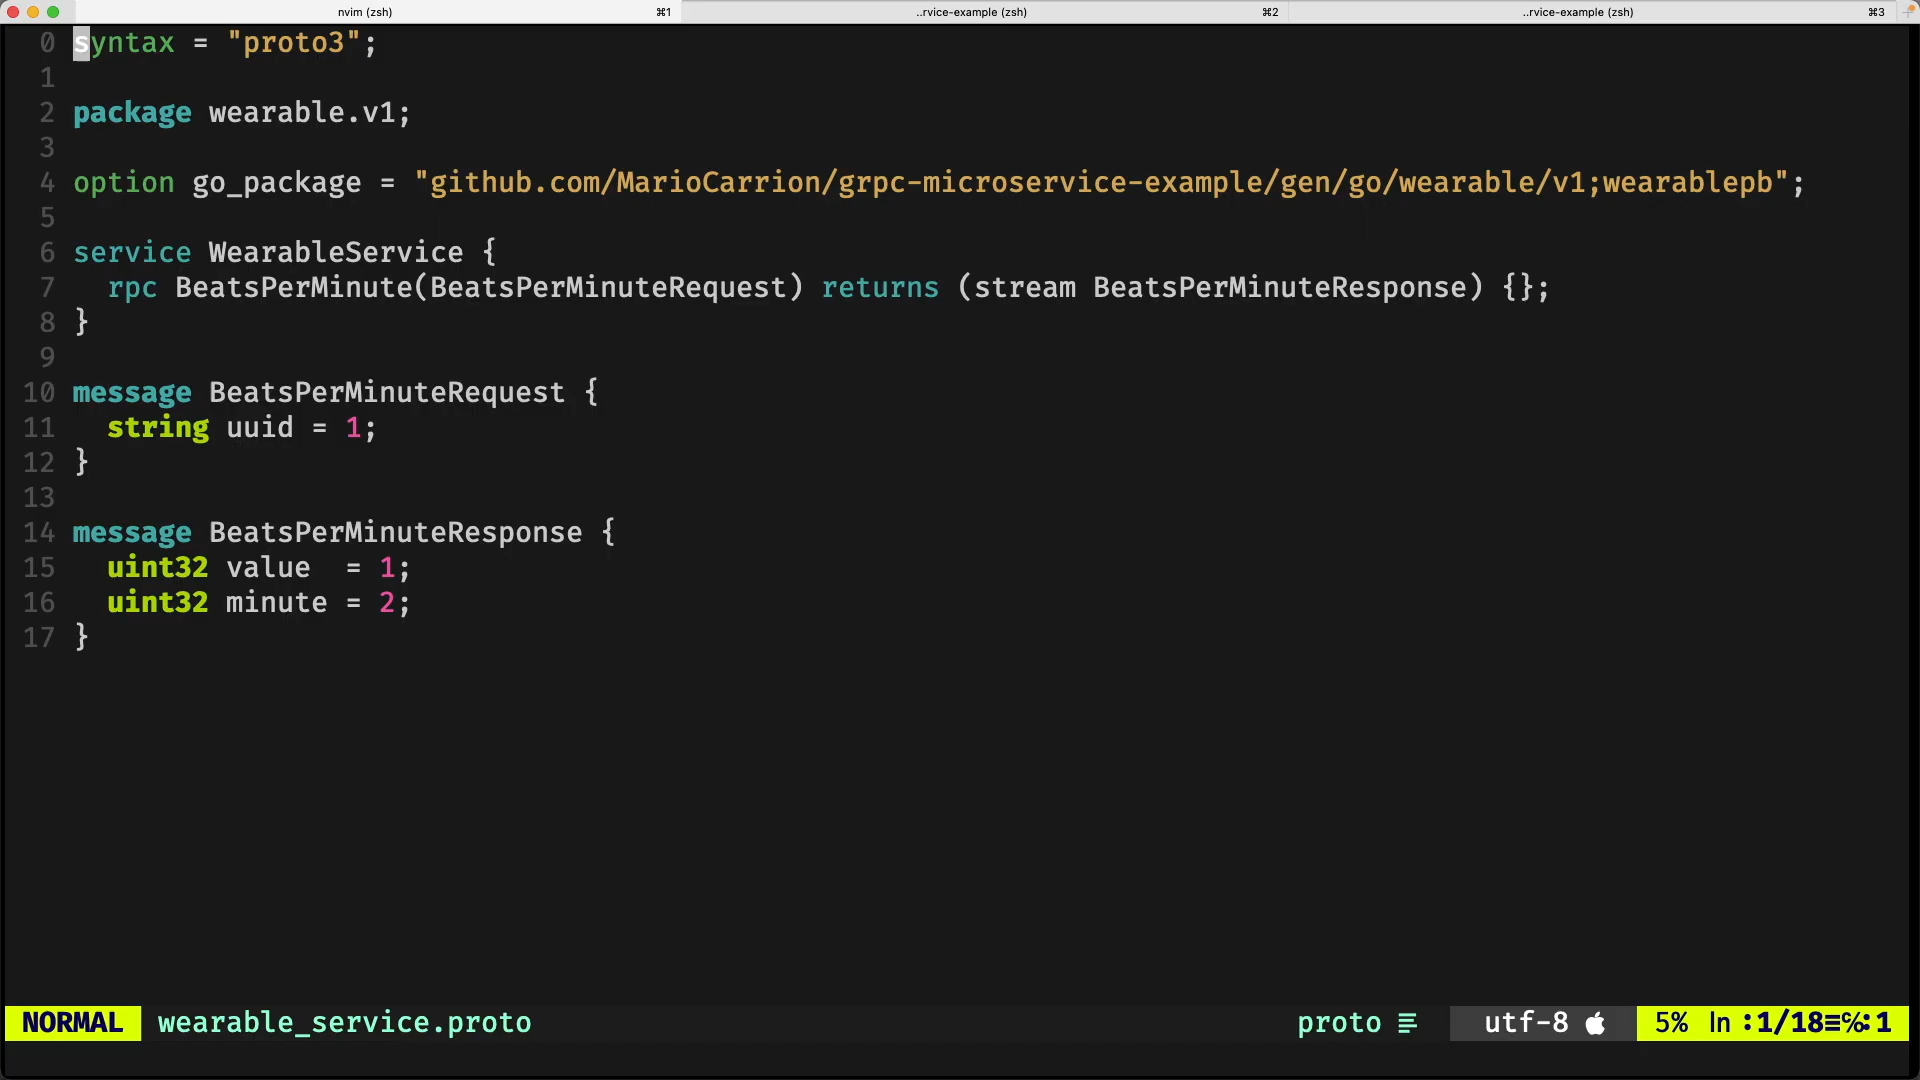 nvim (zsh) ⌘1 ..rvice-example (zsh) ⌘2 ..rvice-example (zsh) ⌘3
0 syntax = "proto3";
1
2 package wearable.v1;
3
4 option go_package = "github.com/MarioCarrion/grpc-microservice-example/gen/go/wearable/v1;wearablepb";
5
6 service WearableService {
7   rpc BeatsPerMinute(BeatsPerMinuteRequest) returns (stream BeatsPerMinuteResponse) {};
8 }
9
10 message BeatsPerMinuteRequest {
11   string uuid = 1;
12 }
13
14 message BeatsPerMinuteResponse {
15   uint32 value  = 1;
16   uint32 minute = 2;
17 }
NORMAL wearable_service.proto proto utf-8 5% ln :1/18≡℅:1